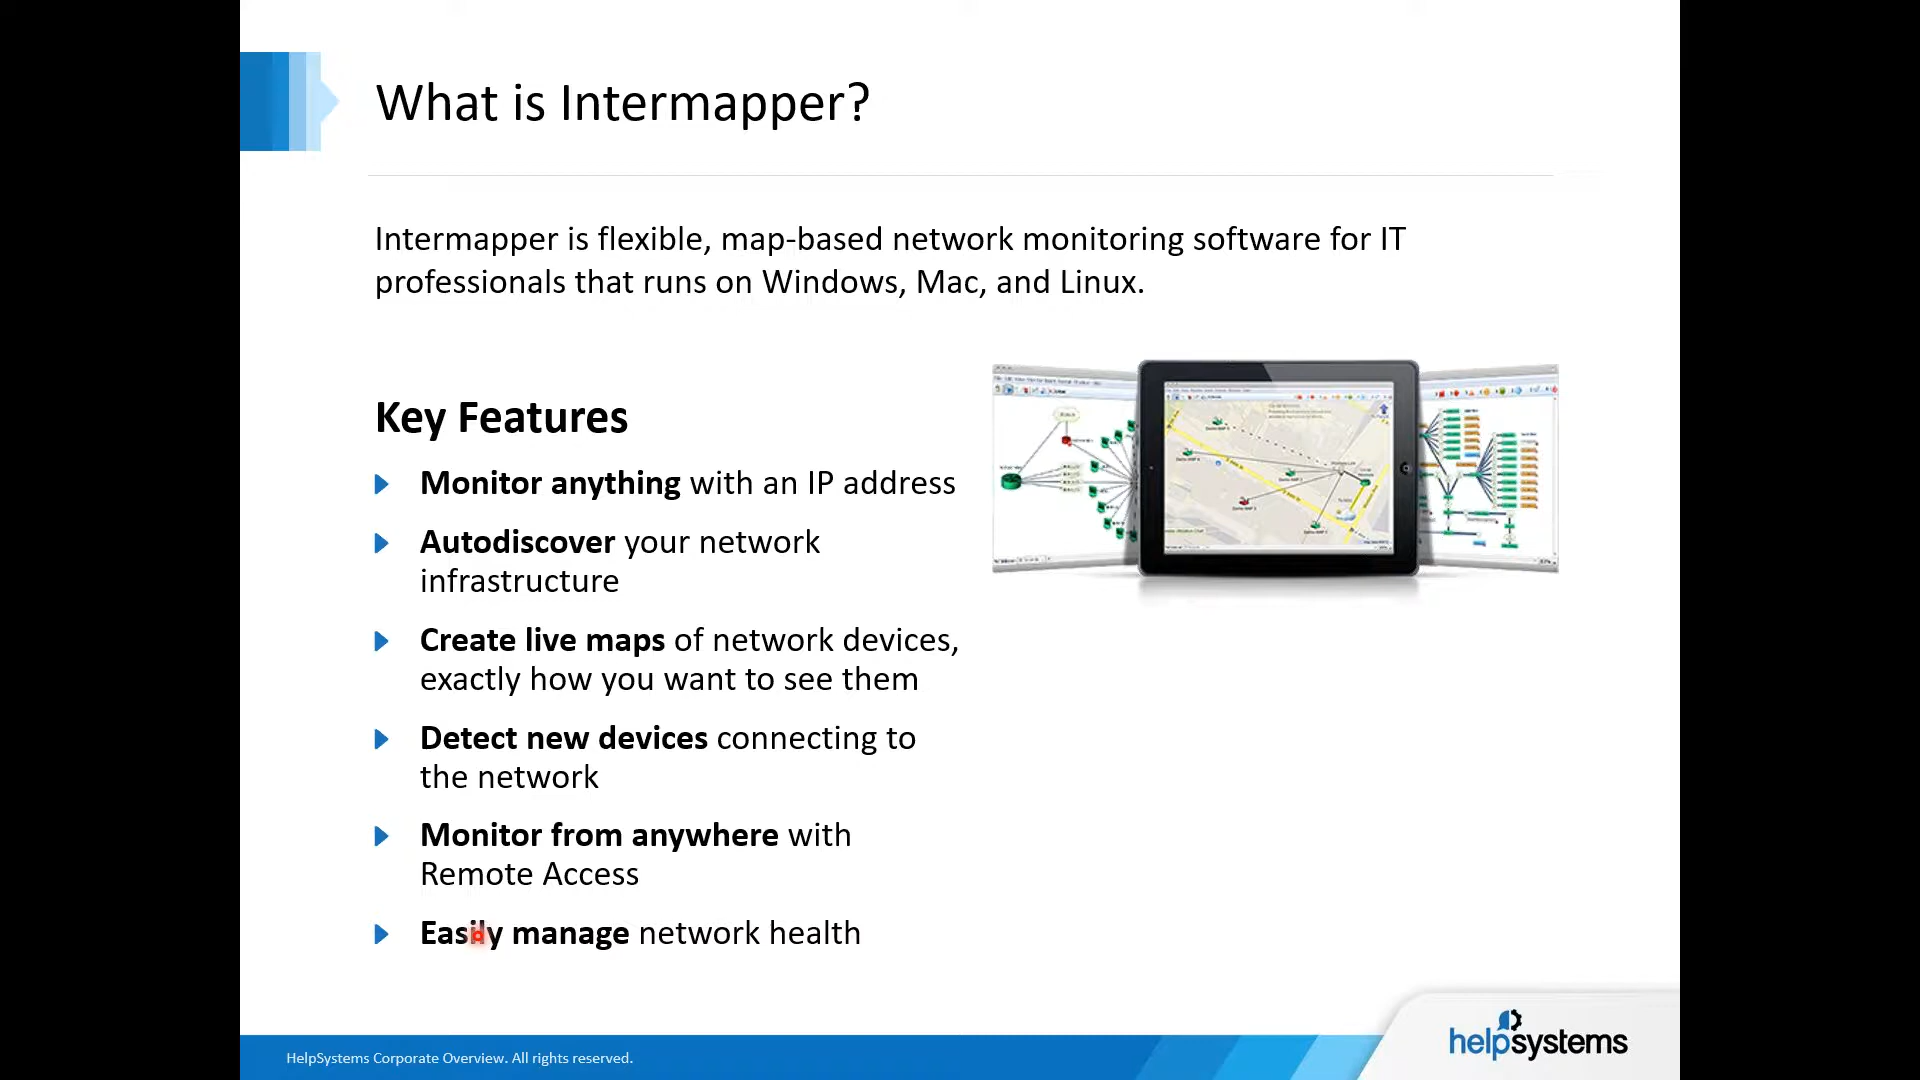 What is Intermapper?
Intermapper is flexible, map-based network monitoring software for IT
professionals that runs on Windows, Mac, and Linux.
Key Features
Monitor anything with an IP address
Autodiscover your network
infrastructure
Create live maps of network devices,
exactly how you want to see them
Detect new devices connecting to
the network
Monitor from anywhere with
Remote Access
Easily manage network health
HelpSystems Corporate Overview. All rights reserved.
helpsystems